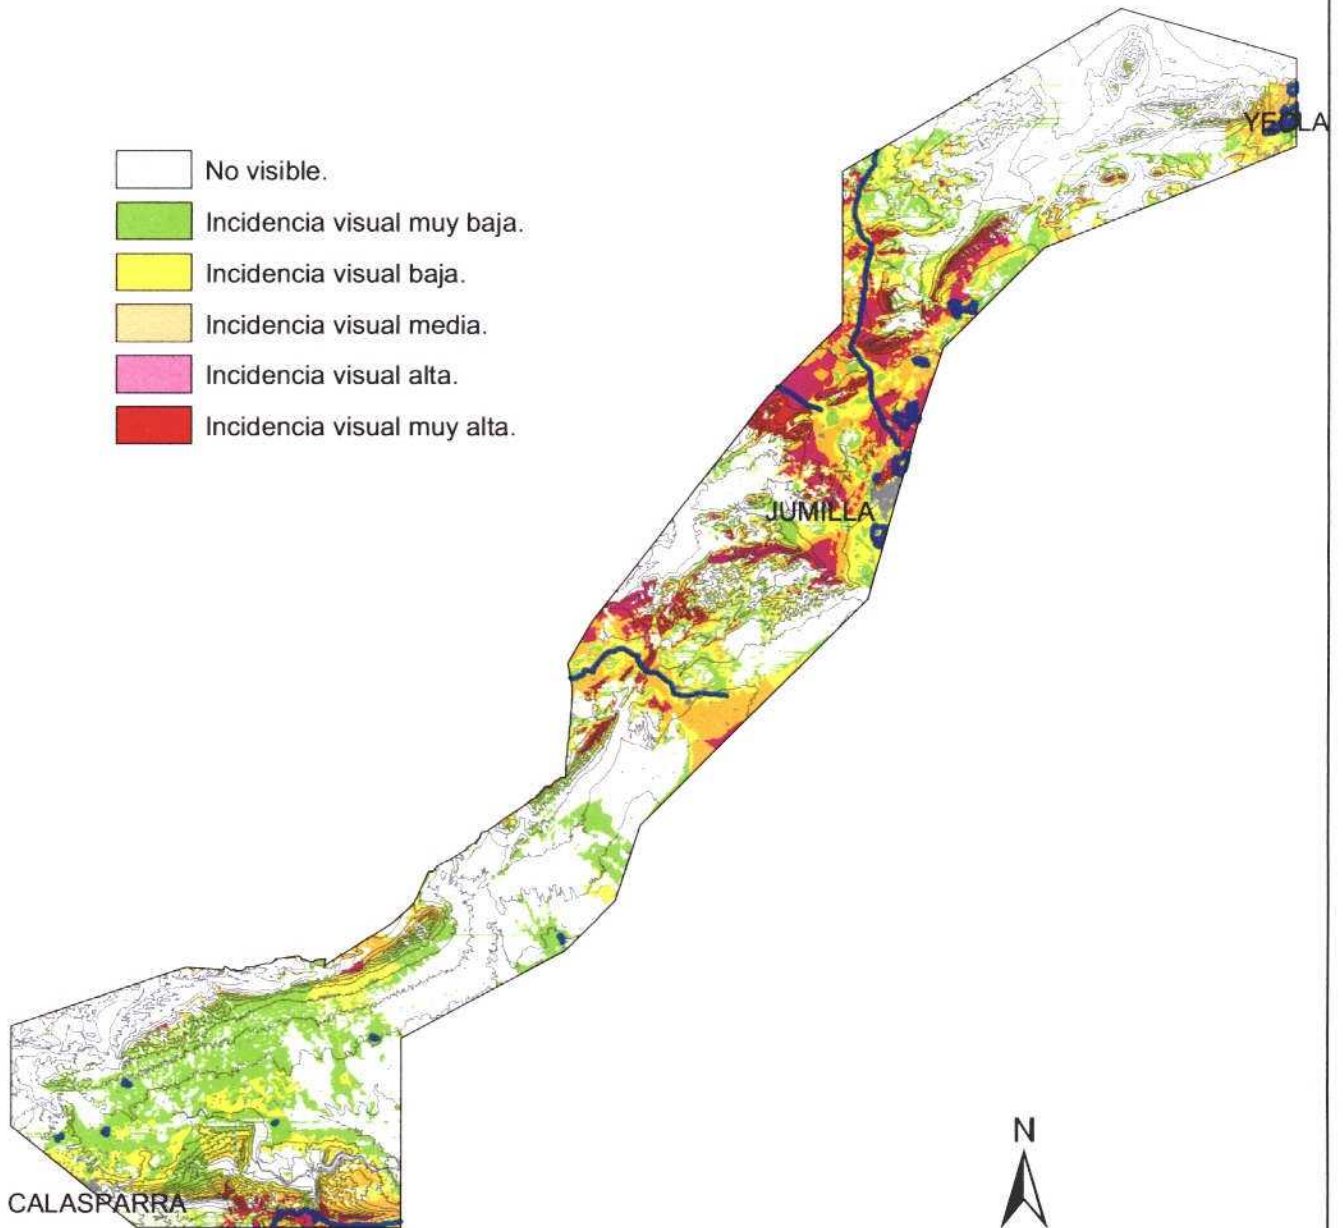 YECLA
No visible.
Incidencia visual muy baja.
Incidencia visual baja.
Incidencia visual media.
Incidencia visual alta.
Incidencia visual muy alta.
JUMILLA
N
CALASPARRA